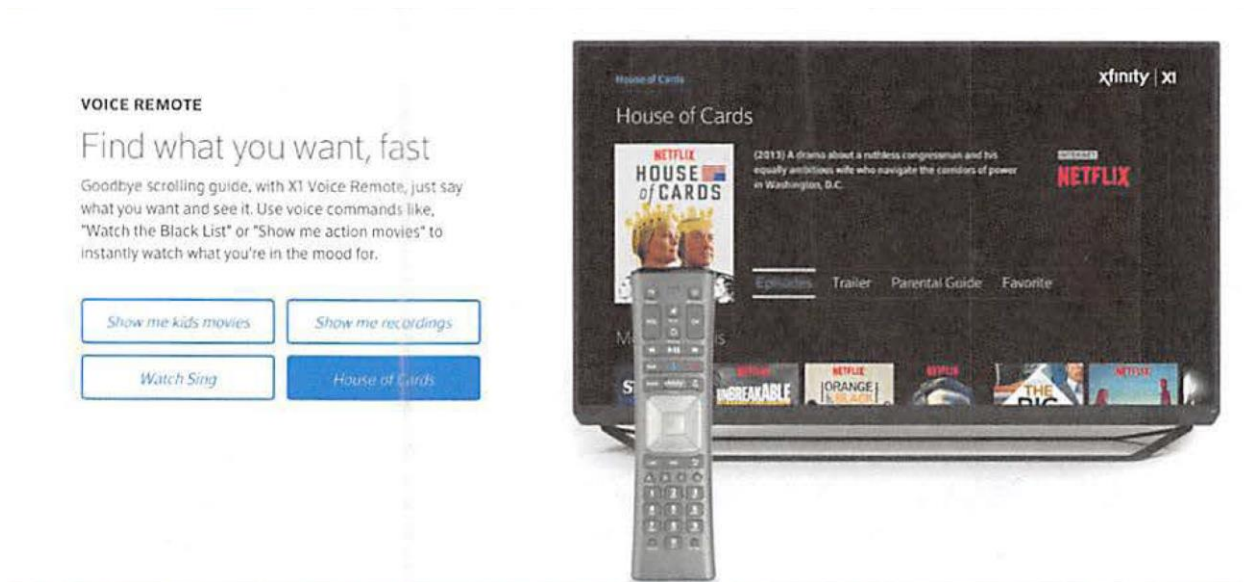 VOICE REMOTE
Find what you want, fast
Goodbye scrolling guide, with X1 Voice Remote, just say
what you want and see it. Use voice commands like,
"Watch the Black List" or "Show me action movies" to
instantly watch what you're in the mood for.
Show me kids movies
Show me recordings
Watch Sing
House of Cards
House of Cards
xfinity | X1
House of Cards
NETFLIX
HOUSE
of CARDS
(2013) A drama about a ruthless congressman and his
equally ambitious wife who navigate the corridors of power
in Washington, D.C.
INTERNET
NETFLIX
Episodes
Trailer
Parental Guide
Favorite
NETFLIX
UNBREAKABLE
NETFLIX
ORANGE
BLACK
NETFLIX
THE
BIG
NETFLIX
xfinity